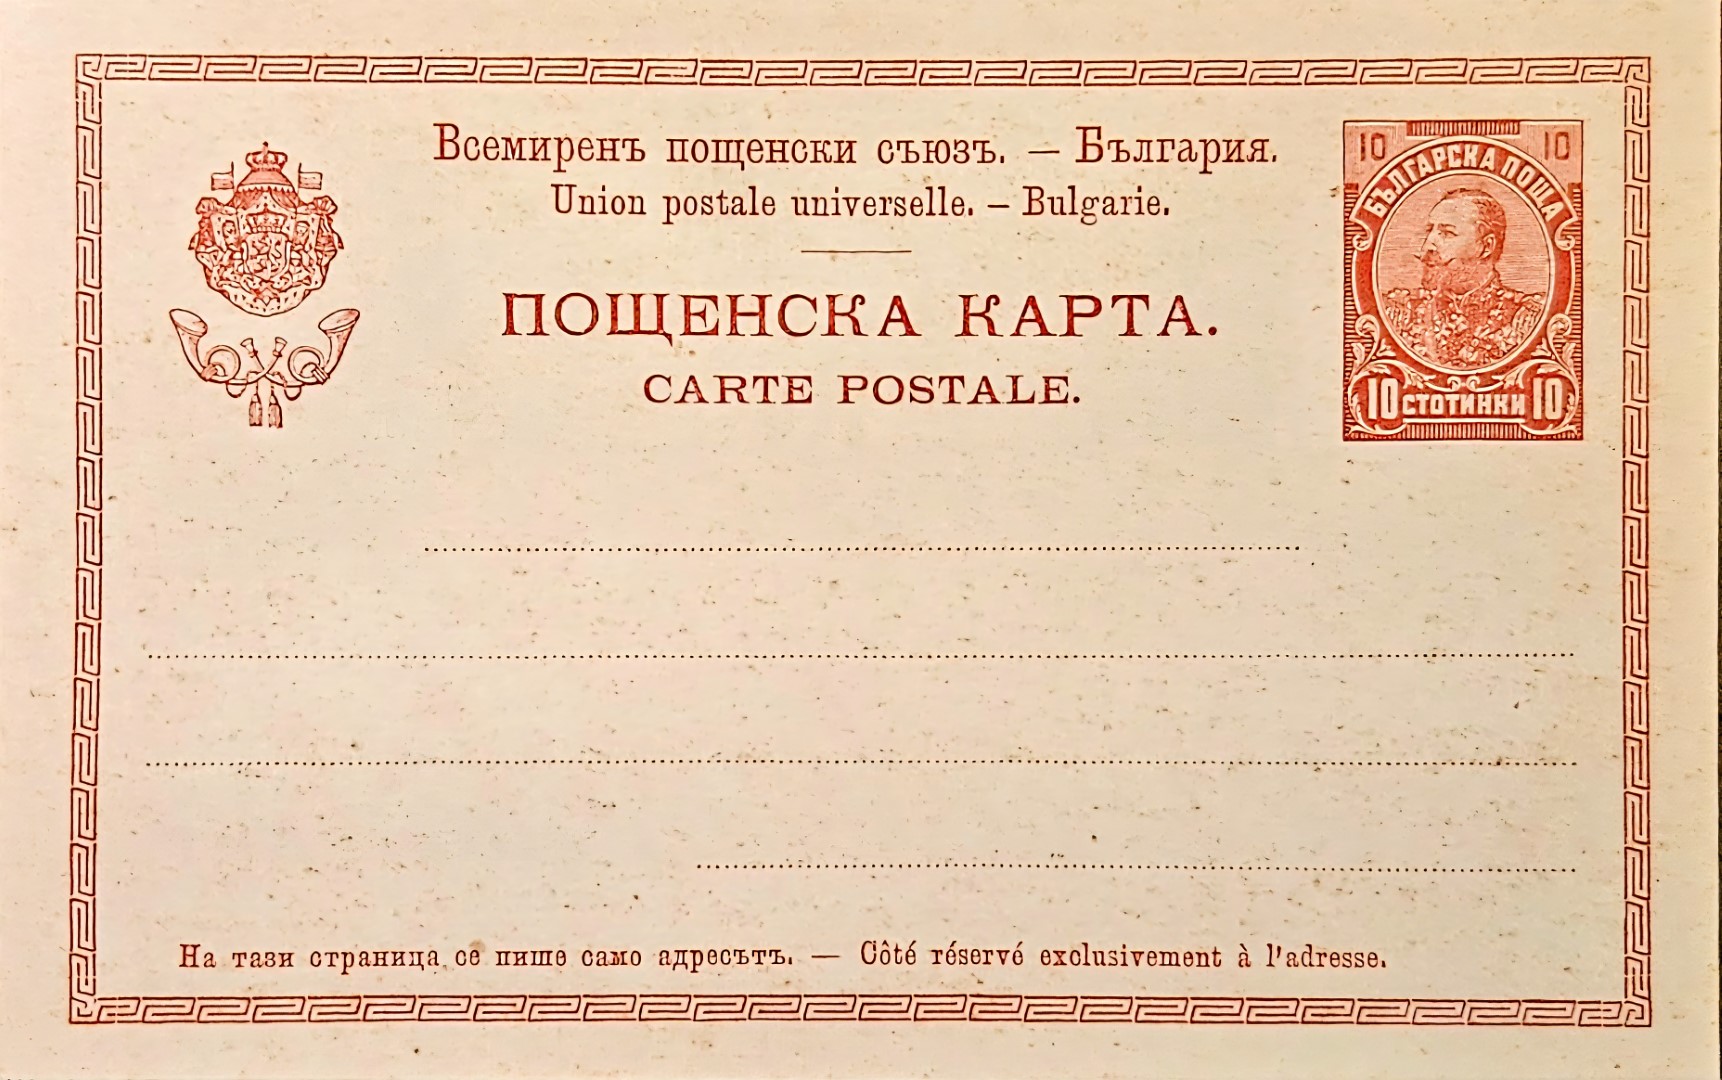 Всемиренъ пощенски съюзъ. — България.
Union postale universelle. — Bulgarie.
ПОЩЕНСКА КАРТА.
CARTE POSTALE.
10 10
БЪЛГАРСКА ПОЩА
10 СТОТИНКИ 10
На тази страница се пише само адресътъ. — Côté réservé exclusivement à l'adresse.